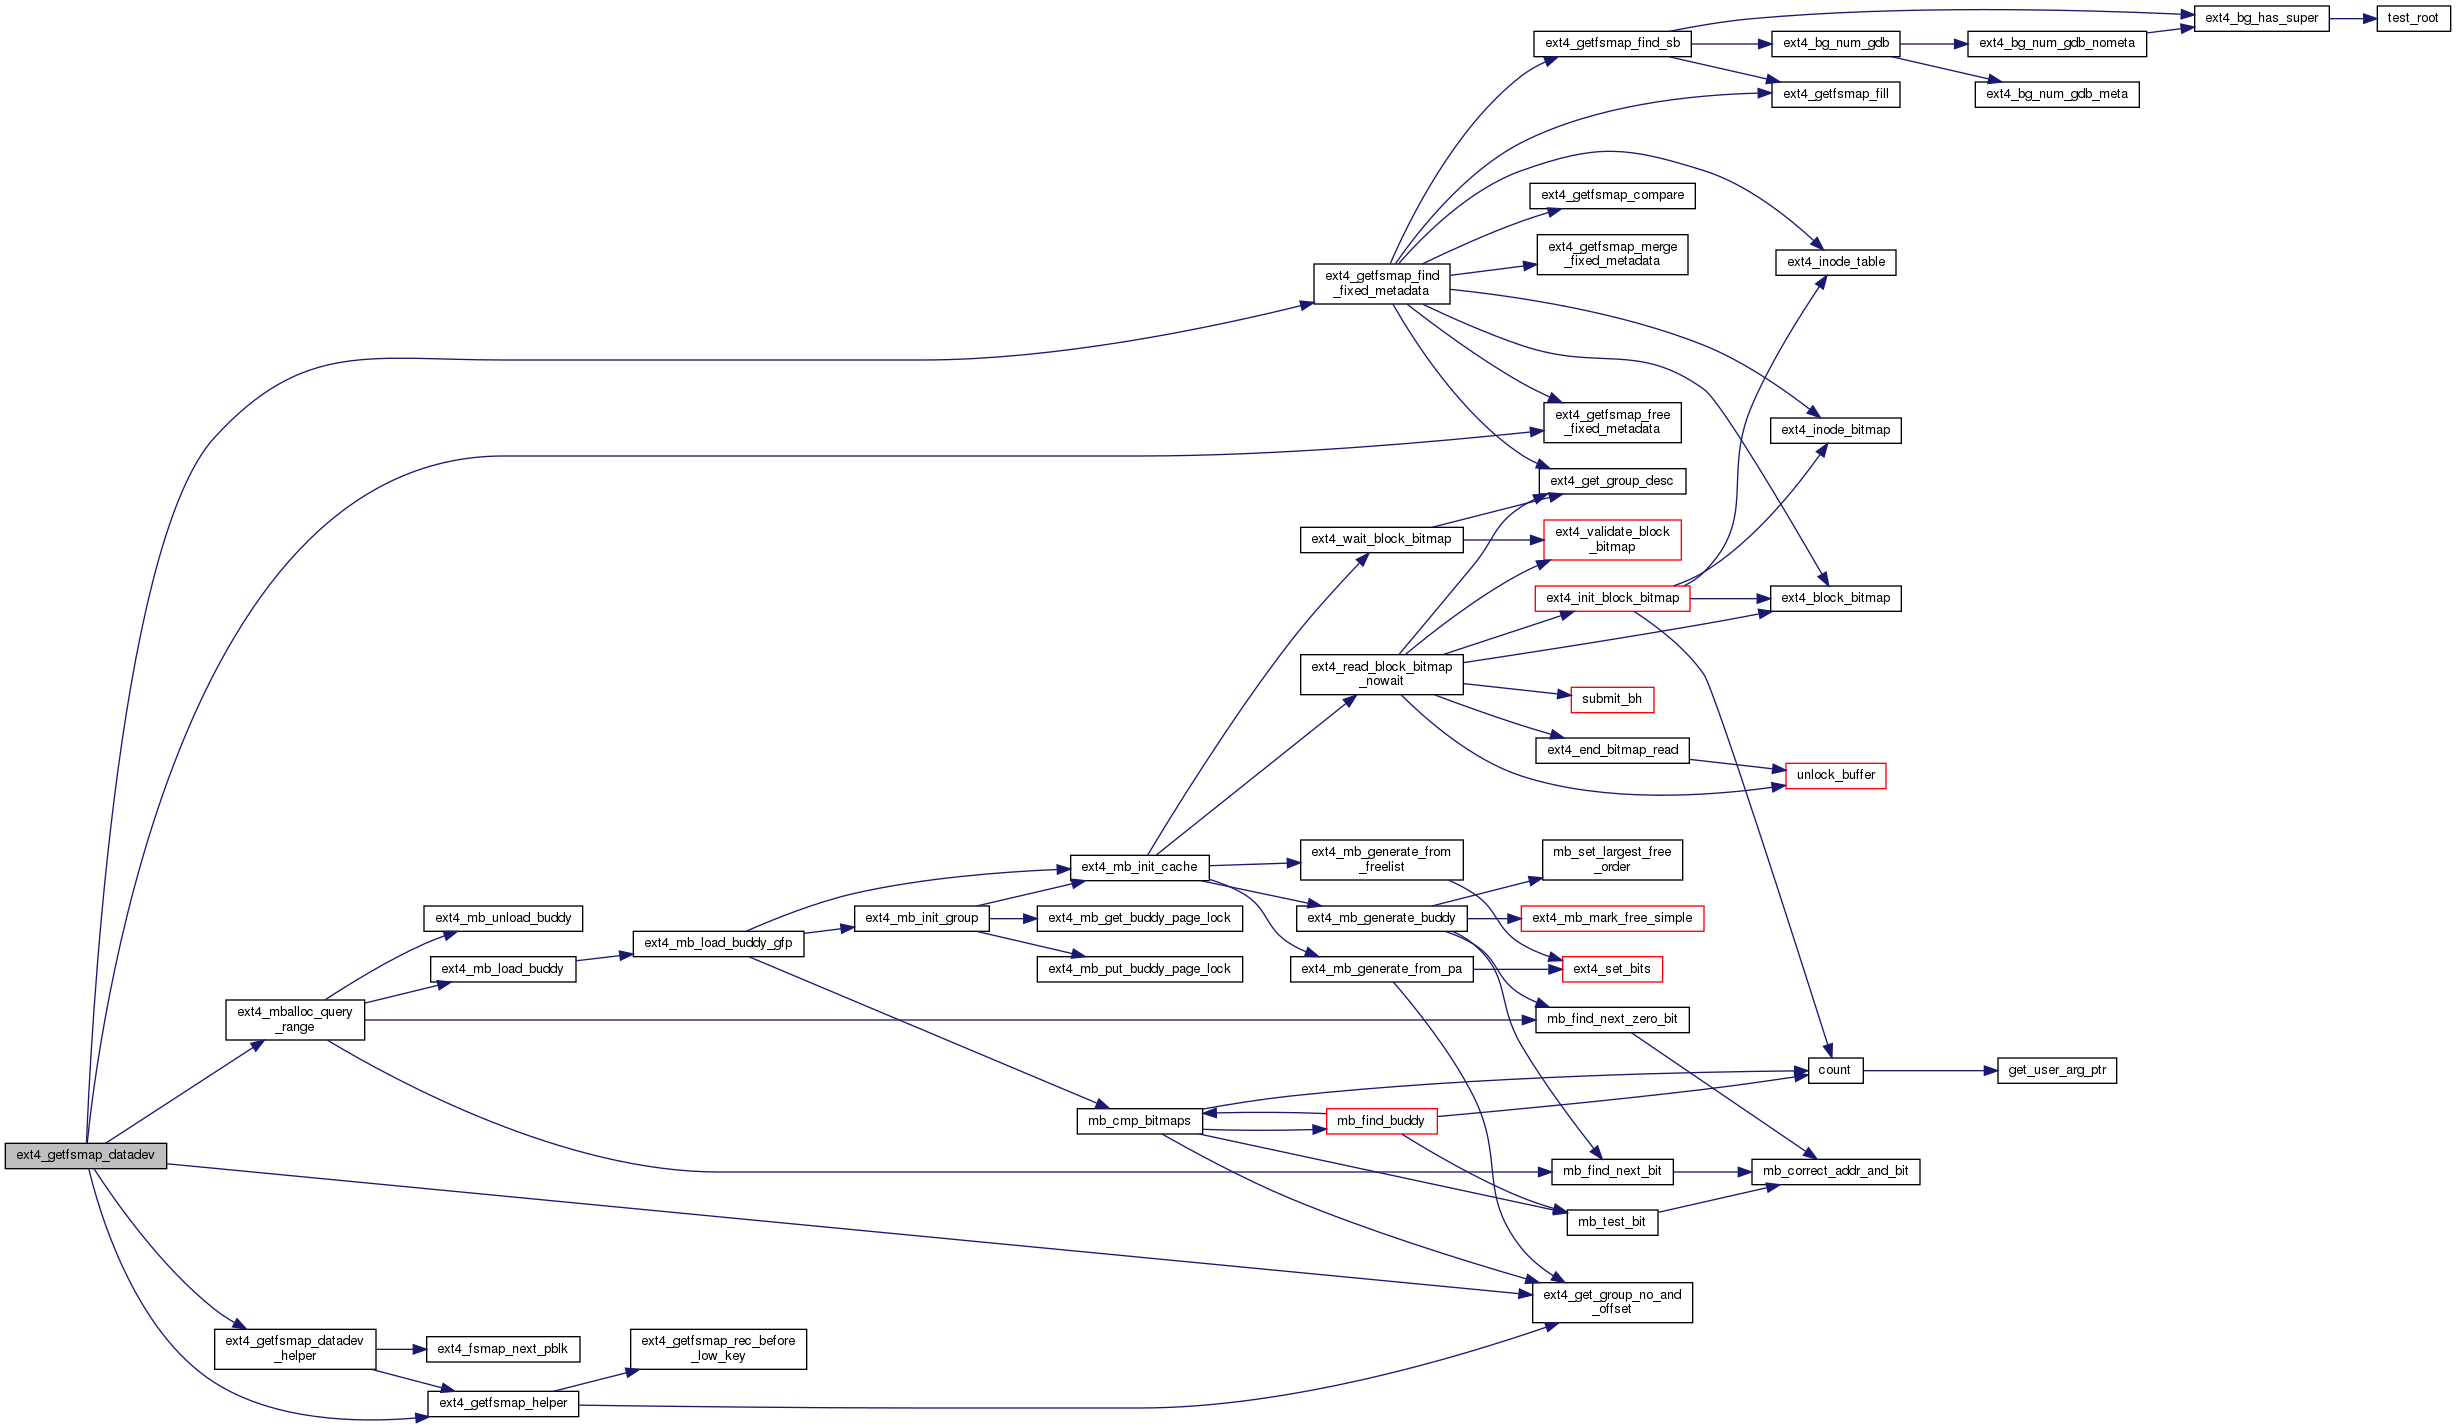 ext4_bg_has_super
test_root
ext4_getfsmap_find_sb
ext4_bg_num_gdb
ext4_bg_num_gdb_nometa
ext4_getfsmap_fill
ext4_bg_num_gdb_meta
ext4_getfsmap_compare
ext4_getfsmap_merge
_fixed_metadata
ext4_inode_table
ext4_getfsmap_find
_fixed_metadata
ext4_getfsmap_free
_fixed_metadata
ext4_inode_bitmap
ext4_get_group_desc
ext4_wait_block_bitmap
ext4_validate_block
_bitmap
ext4_init_block_bitmap
ext4_block_bitmap
ext4_read_block_bitmap
_nowait
submit_bh
ext4_end_bitmap_read
unlock_buffer
ext4_mb_init_cache
ext4_mb_generate_from
_freelist
mb_set_largest_free
_order
ext4_mb_unload_buddy
ext4_mb_load_buddy_gfp
ext4_mb_init_group
ext4_mb_get_buddy_page_lock
ext4_mb_generate_buddy
ext4_mb_mark_free_simple
ext4_mb_load_buddy
ext4_mb_put_buddy_page_lock
ext4_mb_generate_from_pa
ext4_set_bits
ext4_mballoc_query
_range
mb_find_next_zero_bit
count
get_user_arg_ptr
mb_cmp_bitmaps
mb_find_buddy
ext4_getfsmap_datadev
mb_find_next_bit
mb_correct_addr_and_bit
mb_test_bit
ext4_get_group_no_and
_offset
ext4_getfsmap_datadev
_helper
ext4_fsmap_next_pblk
ext4_getfsmap_rec_before
_low_key
ext4_getfsmap_helper